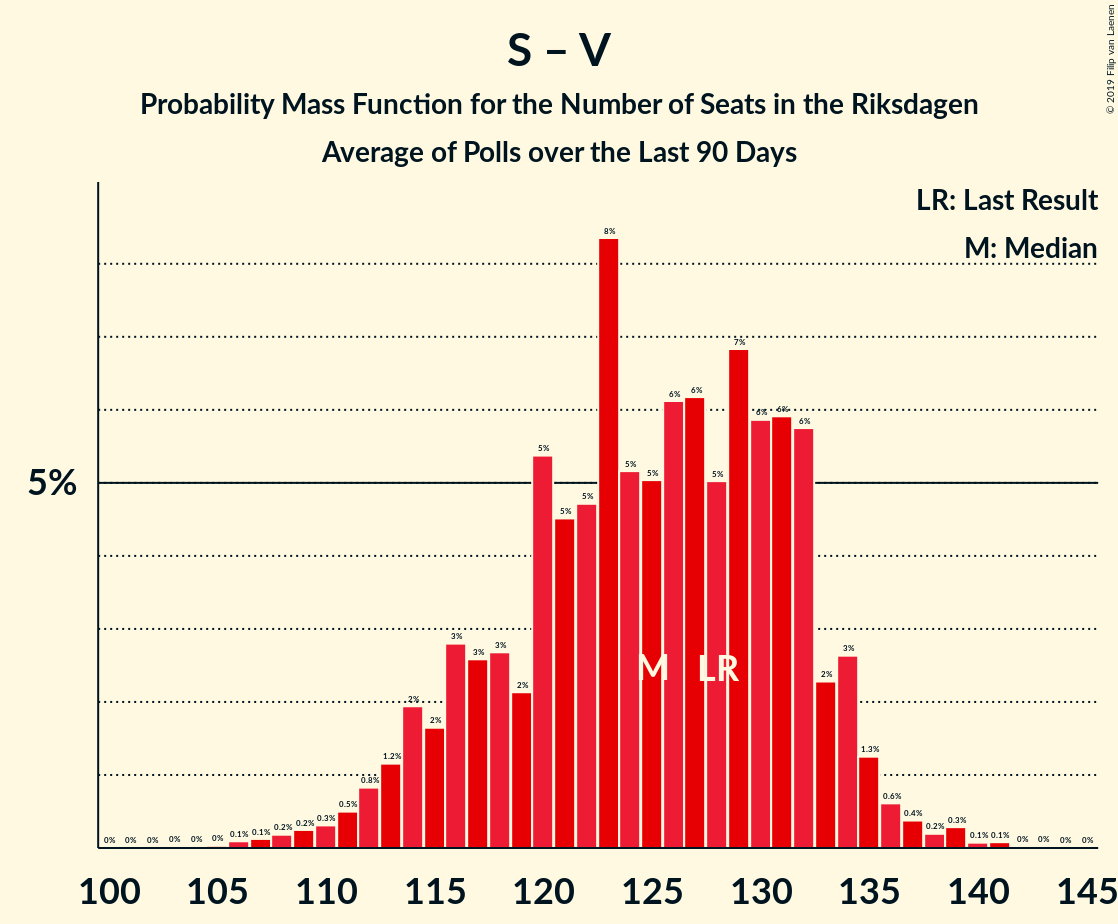 S – V
Probability Mass Function for the Number of Seats in the Riksdagen
Average of Polls over the Last 90 Days
© 2019 Filip van Laenen
LR: Last Result
M: Median
5%
0% 0% 0% 0% 0% 0% 0.1% 0.1% 0.2% 0.2% 0.3% 0.5% 0.8% 1.2% 2% 2% 3% 3% 3% 2% 5% 5% 5% 8% 5% 5% 6% 6% 5% 7% 6% 6% 6% 2% 3% 1.3% 0.6% 0.4% 0.2% 0.3% 0.1% 0.1% 0% 0% 0% 0%
M LR
100 105 110 115 120 125 130 135 140 145